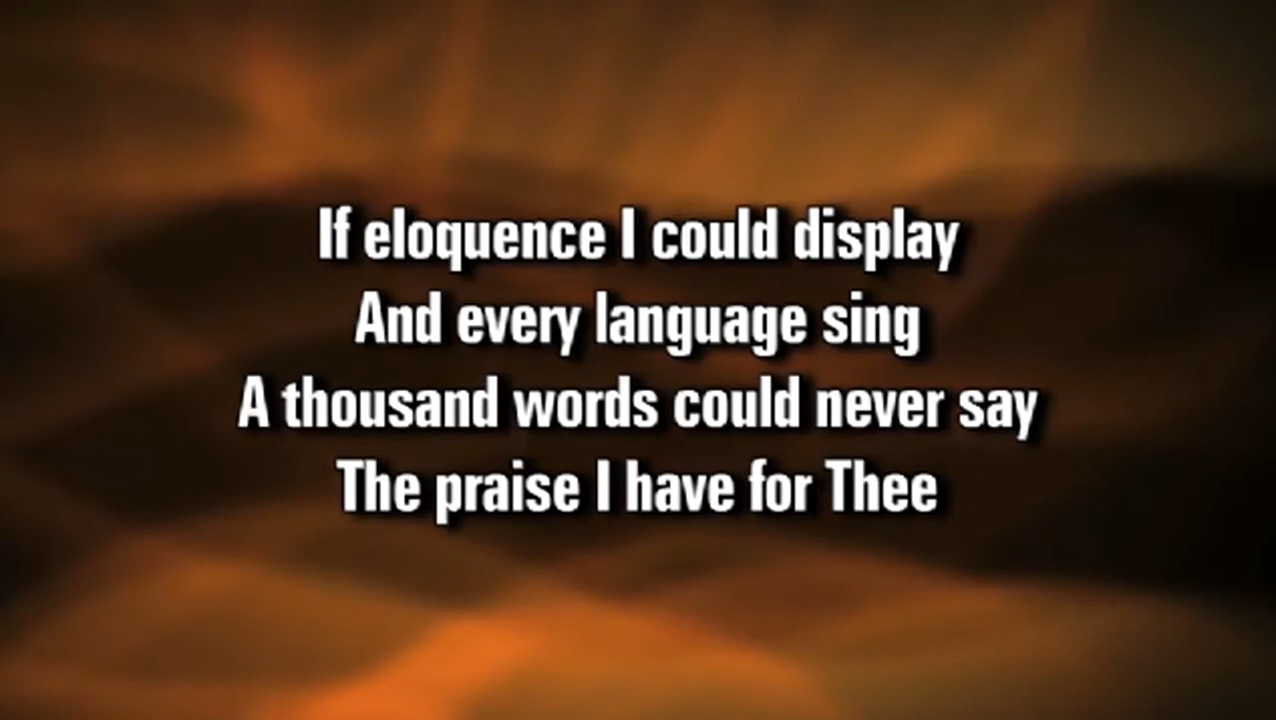 If eloquence I could display
And every language sing
A thousand words could never say
The praise I have for Thee